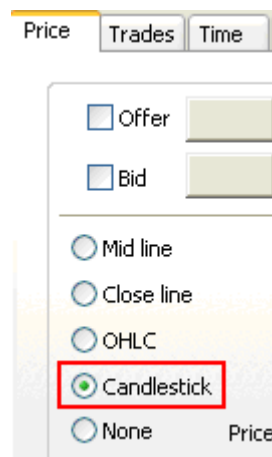 Price Trades Time
Offer
Bid
Mid line
Close line
OHLC
Candlestick
None Price